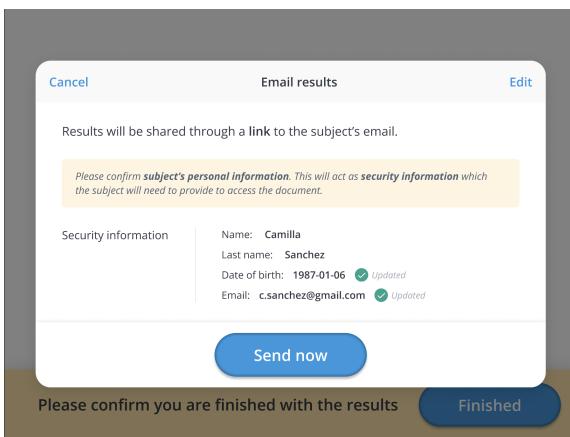 Cancel Email results Edit
Results will be shared through a link to the subject's email.
Please confirm subject's personal information. This will act as security information which
the subject will need to provide to access the document.
Security information
Name: Camilla
Last name: Sanchez
Date of birth: 1987-01-06 Updated
Email: c.sanchez@gmail.com Updated
Send now
Please confirm you are finished with the results Finished